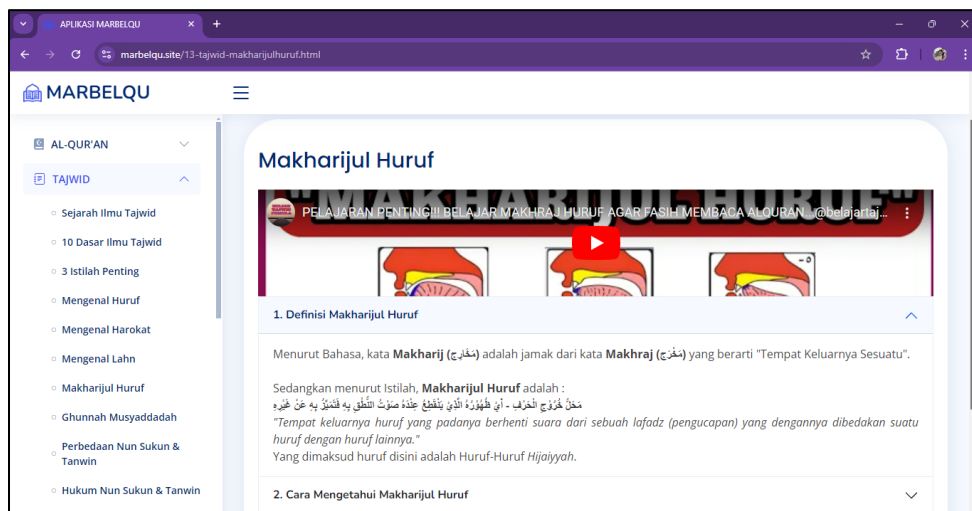 APLIKASI MARBELQU
marbelqu.site/13-tajwid-makharijulhuruf.html
MARBELQU
AL-QUR'AN
TAJWID
Sejarah Ilmu Tajwid
10 Dasar Ilmu Tajwid
3 Istilah Penting
Mengenal Huruf
Mengenal Harokat
Mengenal Lahn
Makharijul Huruf
Ghunnah Musyaddadah
Perbedaan Nun Sukun &
Tanwin
Hukum Nun Sukun & Tanwin
Makharijul Huruf
"MAKHARIJUL HURUF"
PELAJARAN PENTING!!! BELAJAR MAKHRAJ HURUF AGAR FASIH MEMBACA ALQURAN...@belajartaj...
1. Definisi Makharijul Huruf
Menurut Bahasa, kata Makharij (مَخَارِج) adalah jamak dari kata Makhraj (مَخْرَج) yang berarti "Tempat Keluarnya Sesuatu".
Sedangkan menurut Istilah, Makharijul Huruf adalah :
مَحَلُّ خُرُوْجِ الْحَرْفِ - أَيْ ظُهُوْرُهُ الَّذِيْ يَنْقَطِعُ عِنْدَهُ صَوْتُ النُّطْقِ بِهِ فَتَمَيَّزُ بِهِ عَنْ غَيْرِهِ
"Tempat keluarnya huruf yang padanya berhenti suara dari sebuah lafadz (pengucapan) yang dengannya dibedakan suatu
huruf dengan huruf lainnya."
Yang dimaksud huruf disini adalah Huruf-Huruf Hijaiyyah.
2. Cara Mengetahui Makharijul Huruf